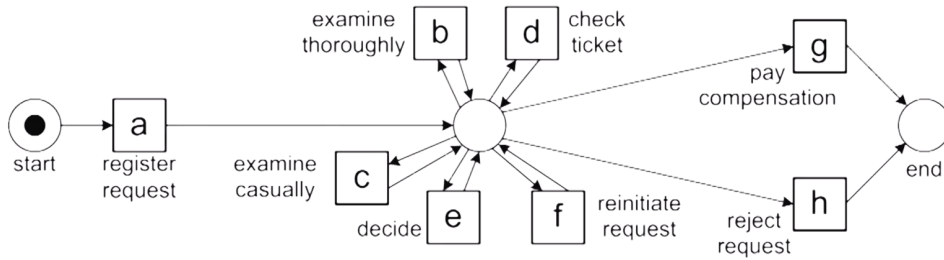 examine
thoroughly
b
d
check
ticket
g
pay
compensation
start
a
register
request
examine
casually
c
decide
e
f
reinitiate
request
reject
request
h
end